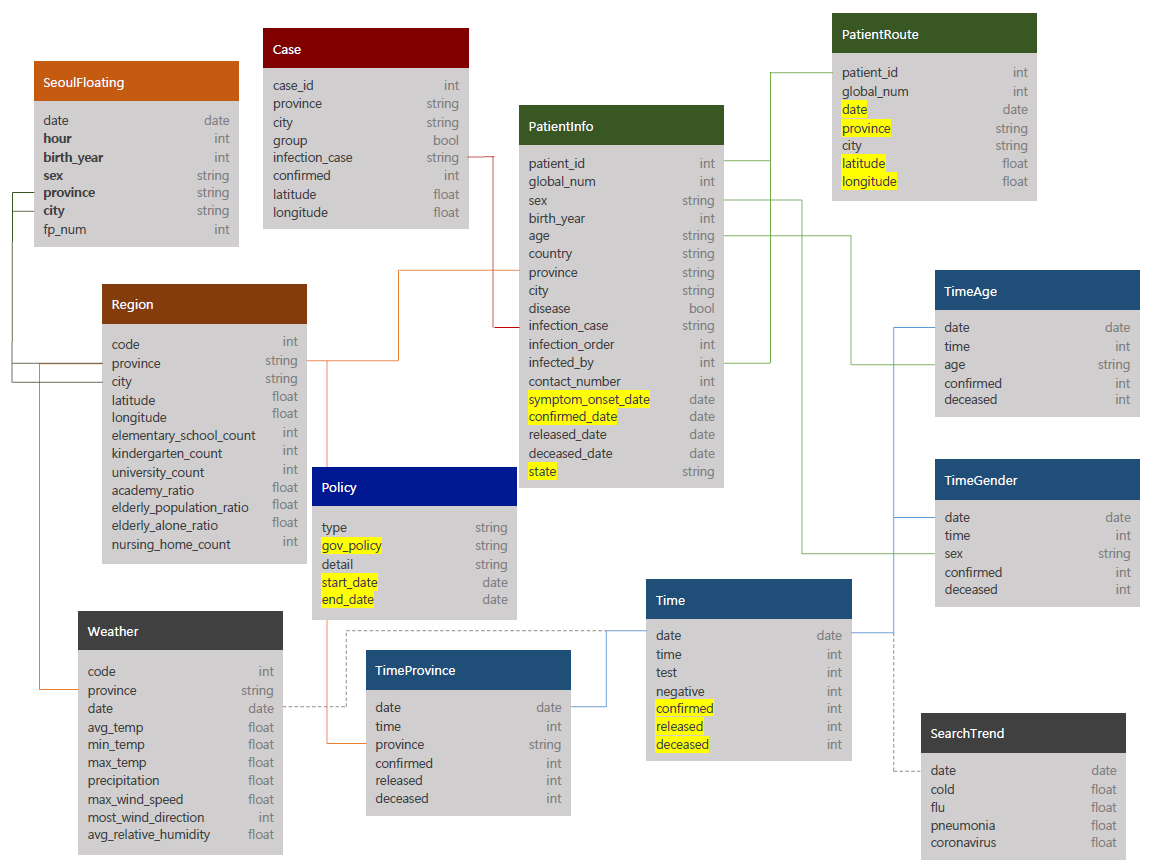 SeoulFloating
date date
hour int
birth_year int
sex string
province string
city string
fp_num int
Case
case_id int
province string
city string
group bool
infection_case string
confirmed int
latitude float
longitude float
PatientInfo
patient_id int
global_num int
sex string
birth_year int
age string
country string
province string
city string
disease bool
infection_case string
infection_order int
infected_by int
contact_number int
symptom_onset_date date
confirmed_date date
released_date date
deceased_date date
state string
PatientRoute
patient_id int
global_num int
date date
province string
city string
latitude float
longitude float
Region
code int
province string
city string
latitude float
longitude float
elementary_school_count int
kindergarten_count int
university_count int
academy_ratio float
elderly_population_ratio float
elderly_alone_ratio float
nursing_home_count int
TimeAge
date date
time int
age string
confirmed int
deceased int
Policy
type string
gov_policy string
detail string
start_date date
end_date date
TimeGender
date date
time int
sex string
confirmed int
deceased int
Weather
code int
province string
date date
avg_temp float
min_temp float
max_temp float
precipitation float
max_wind_speed float
most_wind_direction int
avg_relative_humidity float
TimeProvince
date date
time int
province string
confirmed int
released int
deceased int
Time
date date
time int
test int
negative int
confirmed int
released int
deceased int
SearchTrend
date date
cold float
flu float
pneumonia float
coronavirus float